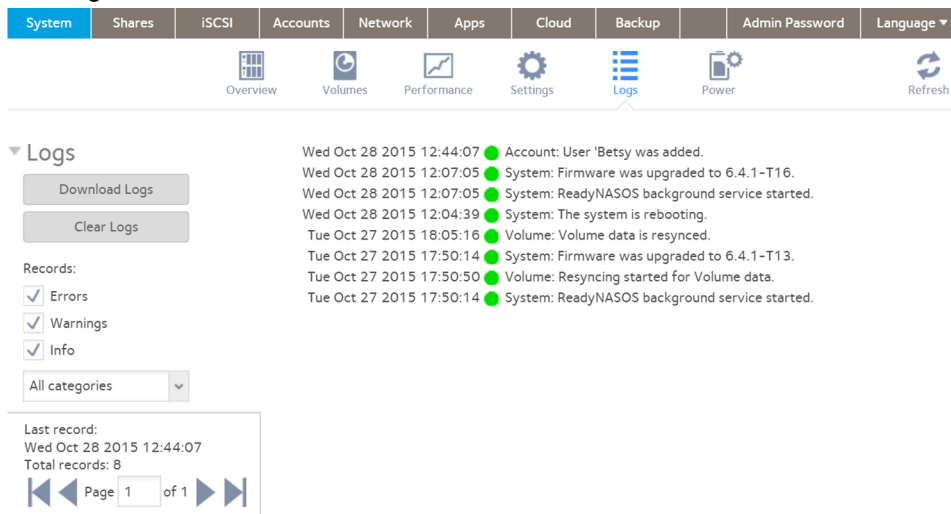 System Shares iSCSI Accounts Network Apps Cloud Backup Admin Password Language
Overview Volumes Performance Settings Logs Power Refresh
Logs
Download Logs
Clear Logs
Records:
Errors
Warnings
Info
All categories
Last record:
Wed Oct 28 2015 12:44:07
Total records: 8
Page 1 of 1
Wed Oct 28 2015 12:44:07 Account: User 'Betsy was added.
Wed Oct 28 2015 12:07:05 System: Firmware was upgraded to 6.4.1-T16.
Wed Oct 28 2015 12:07:05 System: ReadyNASOS background service started.
Wed Oct 28 2015 12:04:39 System: The system is rebooting.
Tue Oct 27 2015 18:05:16 Volume: Volume data is resynced.
Tue Oct 27 2015 17:50:14 System: Firmware was upgraded to 6.4.1-T13.
Tue Oct 27 2015 17:50:50 Volume: Resyncing started for Volume data.
Tue Oct 27 2015 17:50:14 System: ReadyNASOS background service started.